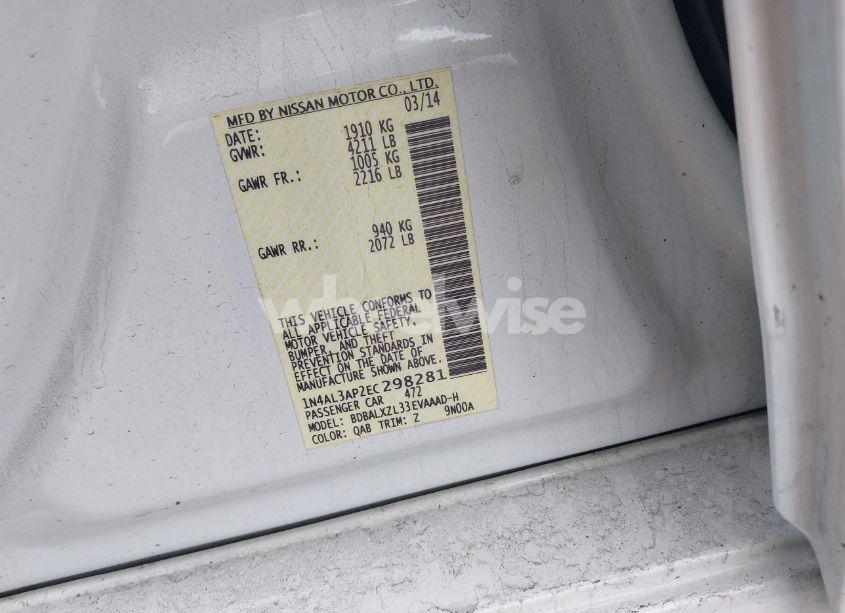 MFD BY NISSAN MOTOR CO., LTD.
DATE: 03/14
GVWR: 1910 KG
4211 LB
GAWR FR.: 1005 KG
2216 LB
GAWR RR.: 940 KG
2072 LB
THIS VEHICLE CONFORMS TO
ALL APPLICABLE FEDERAL
MOTOR VEHICLE SAFETY,
BUMPER, AND THEFT
PREVENTION STANDARDS IN
EFFECT ON THE DATE OF
MANUFACTURE SHOWN ABOVE.
1N4AL3AP2EC298281
PASSENGER CAR 472
MODEL: BDBALXZL33EVAAAD-H
COLOR: QAB TRIM: Z 9N00A
wheelwise